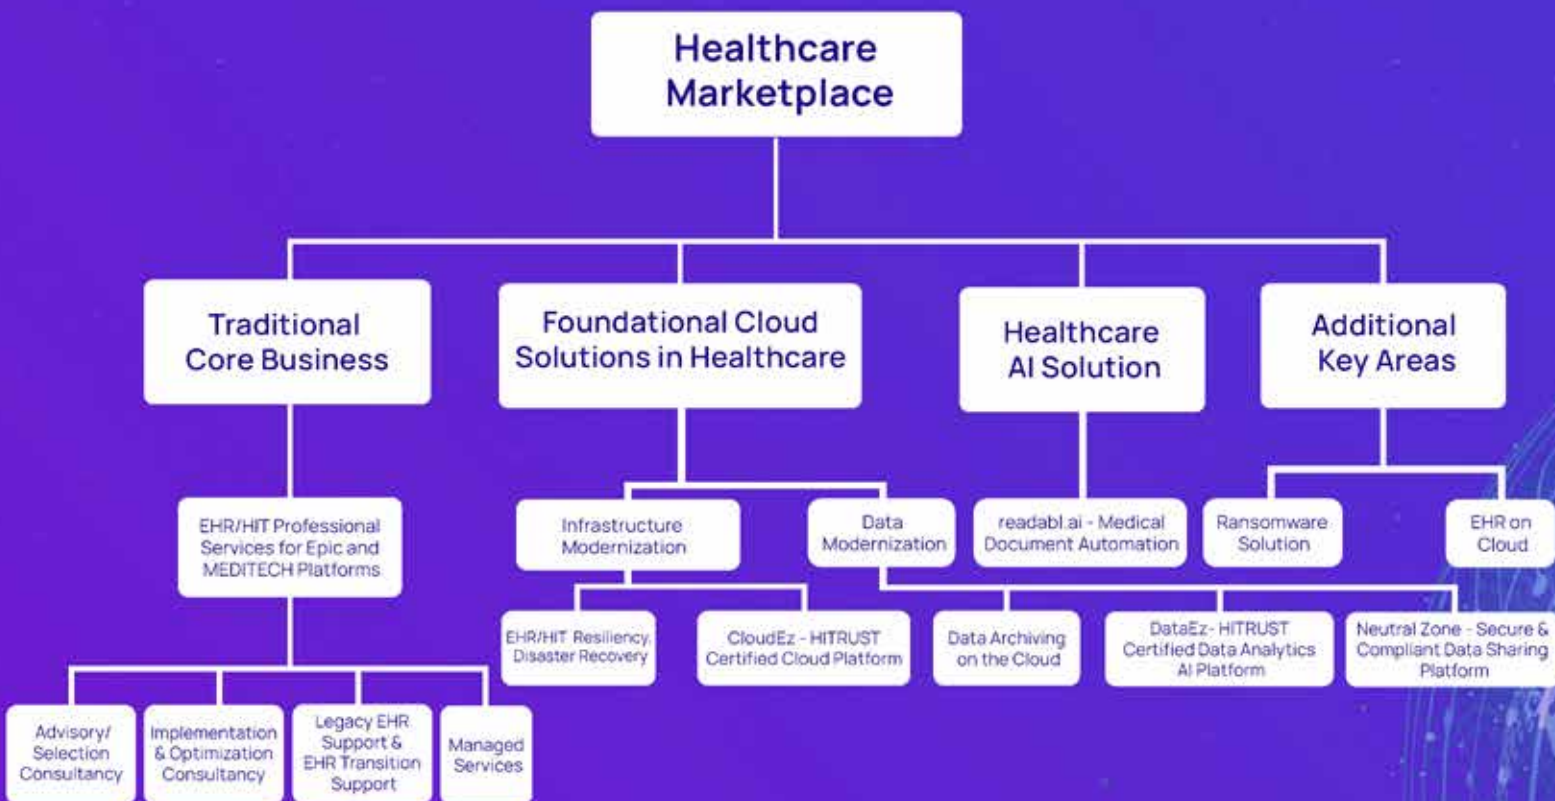 Healthcare
Marketplace
Traditional
Core Business
Foundational Cloud
Solutions in Healthcare
Healthcare
AI Solution
Additional
Key Areas
EHR/HIT Professional
Services for Epic and
MEDITECH Platforms
Infrastructure
Modernization
Data
Modernization
readabl.ai - Medical
Document Automation
Ransomware
Solution
EHR on
Cloud
EHR/HIT Resiliency,
Disaster Recovery
CloudEz - HITRUST
Certified Cloud Platform
Data Archiving
on the Cloud
DataEz- HITRUST
Certified Data Analytics
AI Platform
Neutral Zone - Secure &
Compliant Data Sharing
Platform
Advisory/
Selection
Consultancy
Implementation
& Optimization
Consultancy
Legacy EHR
Support &
EHR Transition
Support
Managed
Services